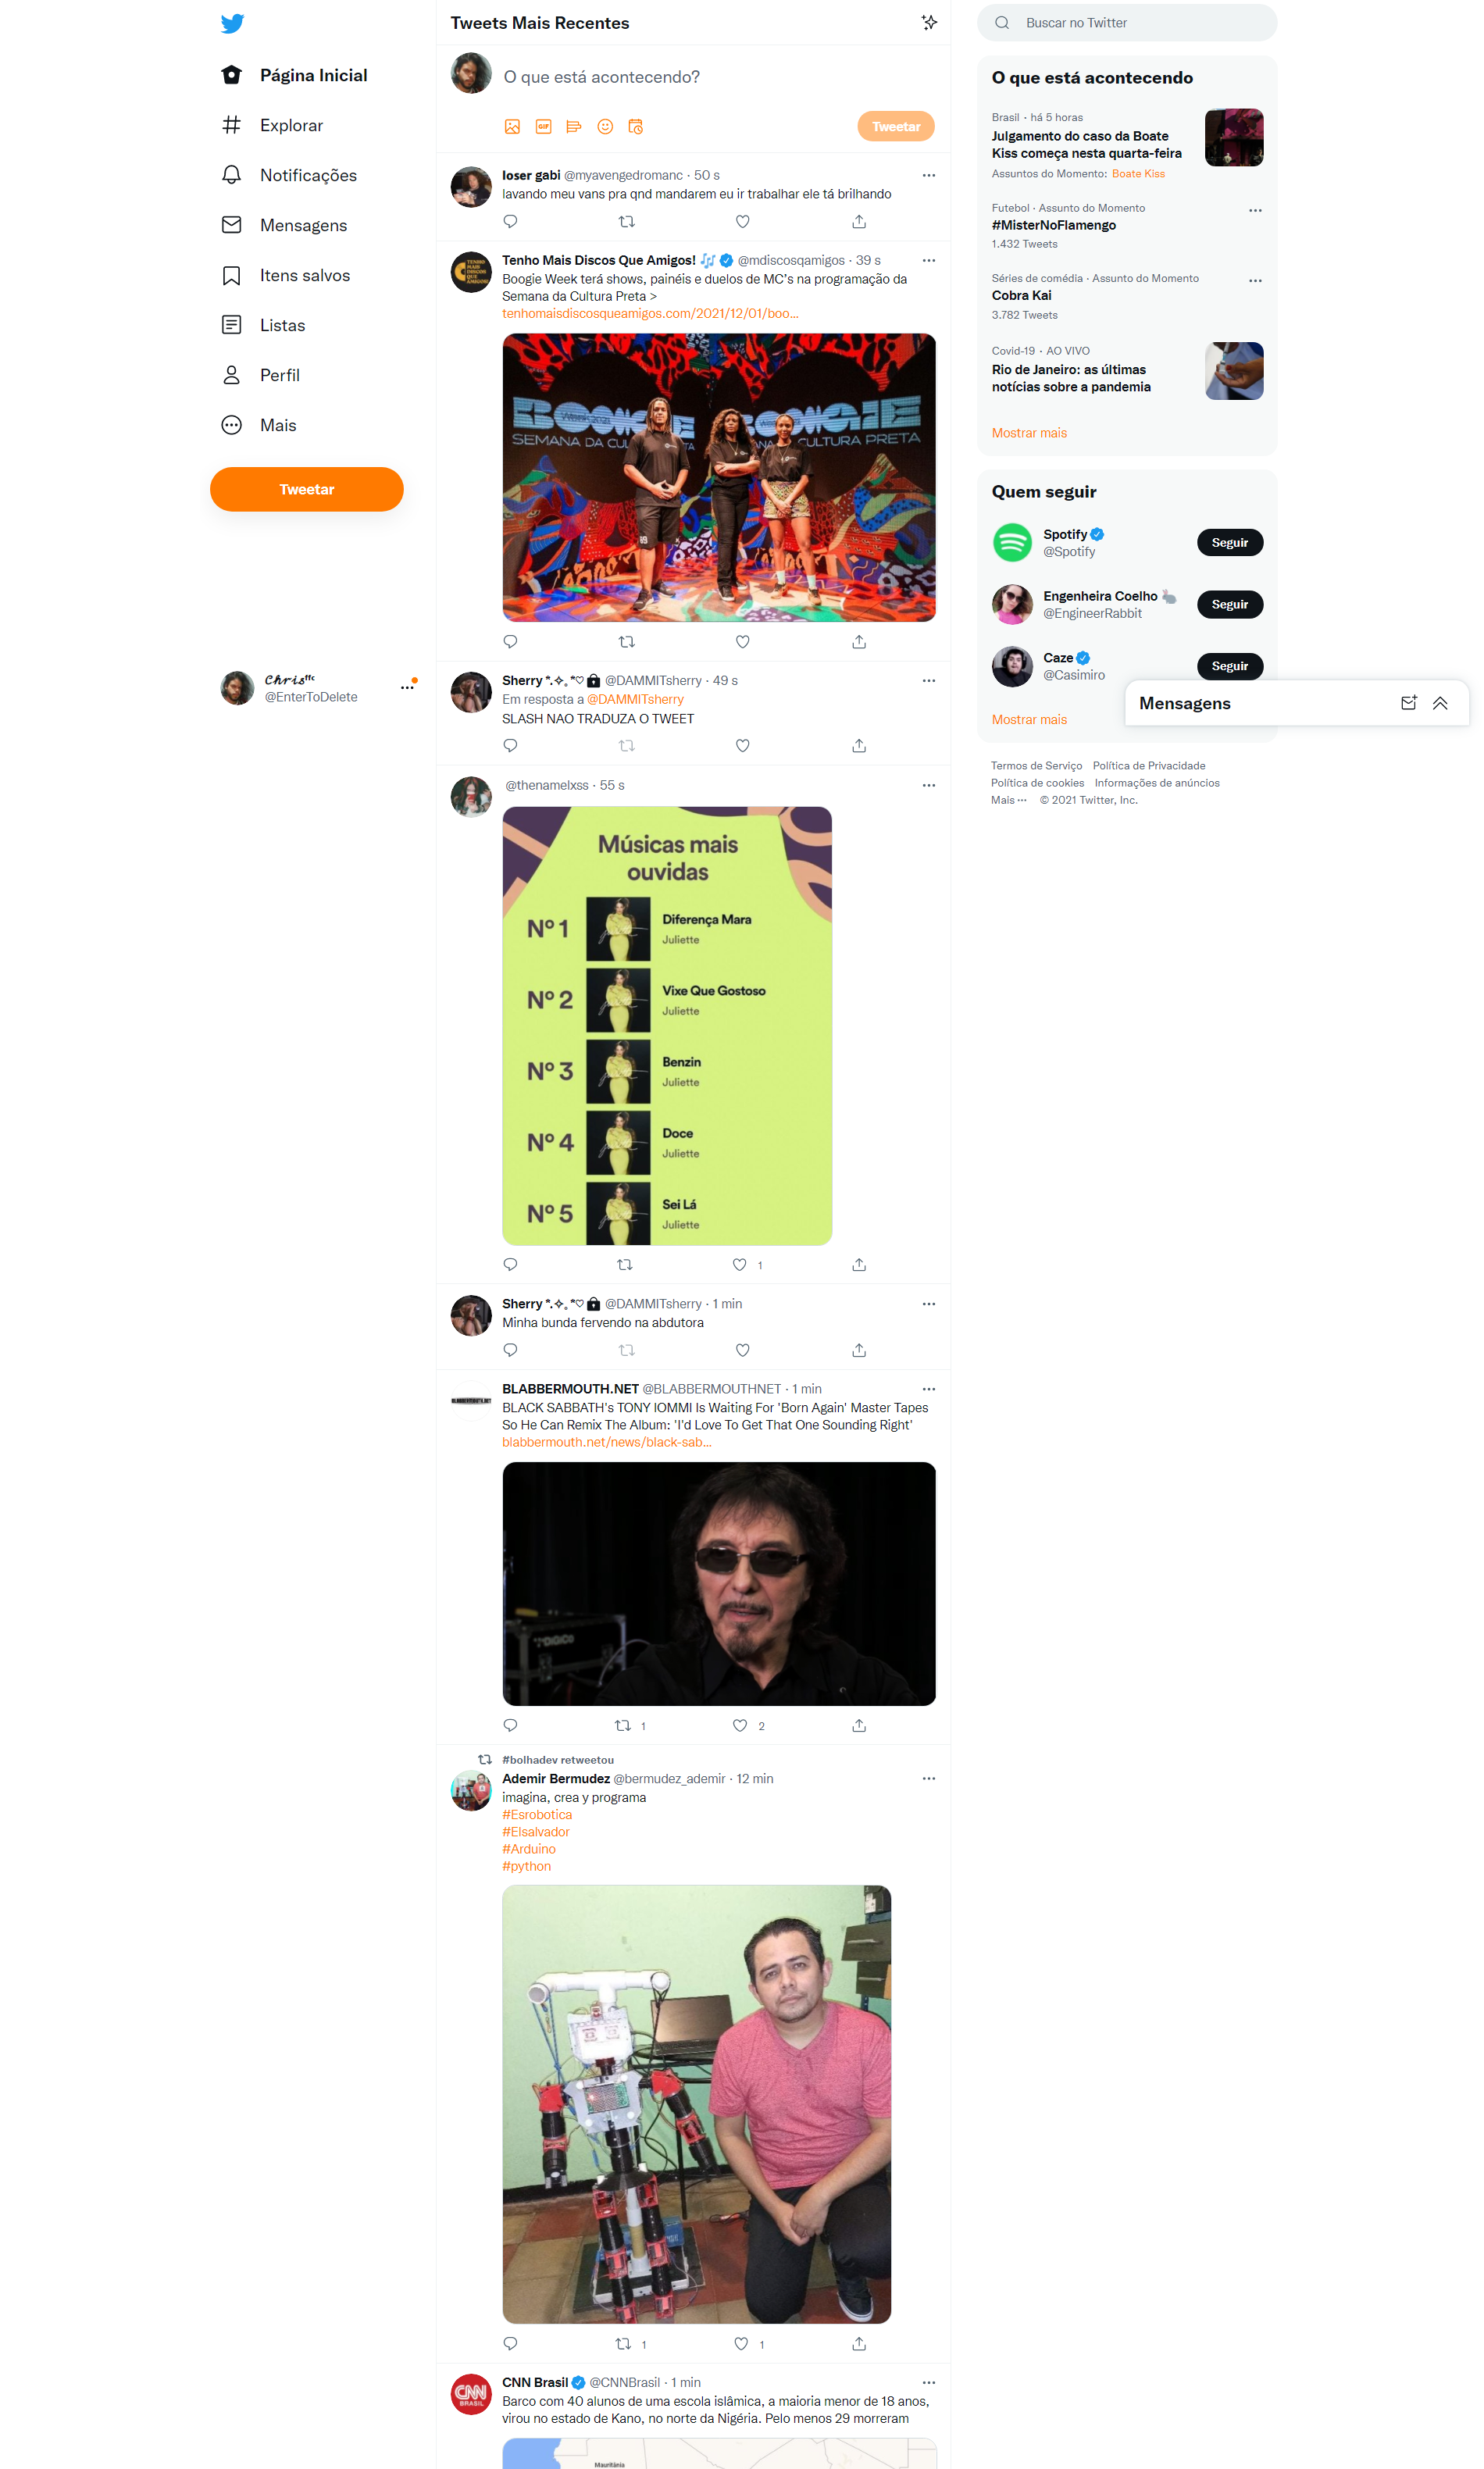 Página Inicial
Explorar
Notificações
Mensagens
Itens salvos
Listas
Perfil
Mais
Tweetar
Chris
@EnterToDelete
Tweets Mais Recentes
O que está acontecendo?
GIF
Tweetar
loser gabi @myavengedromanc · 50 s
lavando meu vans pra qnd mandarem eu ir trabalhar ele tá brilhando
TENHO MAIS DISCOS QUE AMIGOS!
Tenho Mais Discos Que Amigos! 🎶 @mdiscosqamigos · 39 s
Boogie Week terá shows, painéis e duelos de MC's na programação da
Semana da Cultura Preta >
tenhomaisdiscosqueamigos.com/2021/12/01/boo...
SEMANA DA CULTURA PRETA
Sherry *.✧˳*♡ @DAMMITsherry · 49 s
Em resposta a @DAMMITsherry
SLASH NAO TRADUZA O TWEET
@thenamelxss · 55 s
Músicas mais
ouvidas
Nº 1 Diferença Mara
Juliette
Nº 2 Vixe Que Gostoso
Juliette
Nº 3 Benzin
Juliette
Nº 4 Doce
Juliette
Nº 5 Sei Lá
Juliette
1
Sherry *.✧˳*♡ @DAMMITsherry · 1 min
Minha bunda fervendo na abdutora
BLABBERMOUTH.NET
BLABBERMOUTH.NET @BLABBERMOUTHNET · 1 min
BLACK SABBATH's TONY IOMMI Is Waiting For 'Born Again' Master Tapes
So He Can Remix The Album: 'I'd Love To Get That One Sounding Right'
blabbermouth.net/news/black-sab...
DiGiCo
1 2
#bolhadev retweetou
Ademir Bermudez @bermudez_ademir · 12 min
imagina, crea y programa
#Esrobotica
#Elsalvador
#Arduino
#python
1 1
CNN BRASIL
CNN Brasil @CNNBrasil · 1 min
Barco com 40 alunos de uma escola islâmica, a maioria menor de 18 anos,
virou no estado de Kano, no norte da Nigéria. Pelo menos 29 morreram
Mauritânia
Buscar no Twitter
O que está acontecendo
Brasil · há 5 horas
Julgamento do caso da Boate
Kiss começa nesta quarta-feira
Assuntos do Momento: Boate Kiss
Futebol · Assunto do Momento
#MisterNoFlamengo
1.432 Tweets
Séries de comédia · Assunto do Momento
Cobra Kai
3.782 Tweets
Covid-19 · AO VIVO
Rio de Janeiro: as últimas
notícias sobre a pandemia
Mostrar mais
Quem seguir
Spotify
@Spotify
Seguir
Engenheira Coelho 🐇
@EngineerRabbit
Seguir
Caze
@Casimiro
Seguir
Mostrar mais
Mensagens
Termos de Serviço Política de Privacidade
Política de cookies Informações de anúncios
Mais ··· © 2021 Twitter, Inc.